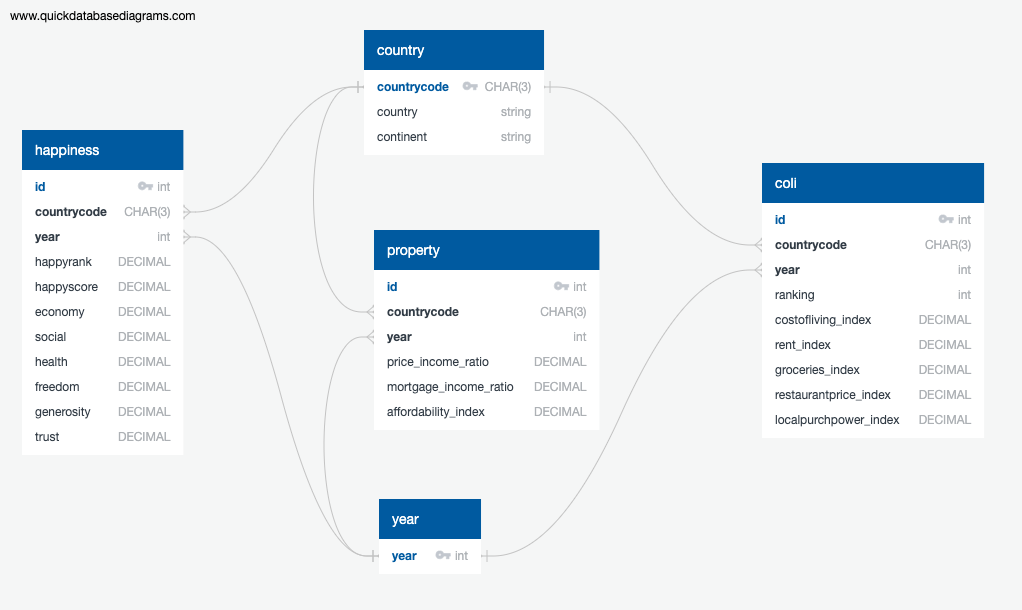 www.quickdatabasediagrams.com
country
countrycode CHAR(3)
country string
continent string
happiness
id int
countrycode CHAR(3)
year int
happyrank DECIMAL
happyscore DECIMAL
economy DECIMAL
social DECIMAL
health DECIMAL
freedom DECIMAL
generosity DECIMAL
trust DECIMAL
property
id int
countrycode CHAR(3)
year int
price_income_ratio DECIMAL
mortgage_income_ratio DECIMAL
affordability_index DECIMAL
coli
id int
countrycode CHAR(3)
year int
ranking int
costofliving_index DECIMAL
rent_index DECIMAL
groceries_index DECIMAL
restaurantprice_index DECIMAL
localpurchpower_index DECIMAL
year
year int